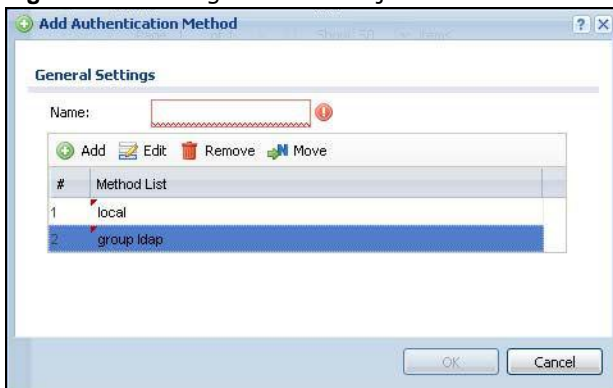 Add Authentication Method
General Settings
Name:
Add Edit Remove Move
# Method List
1 local
2 group ldap
OK Cancel